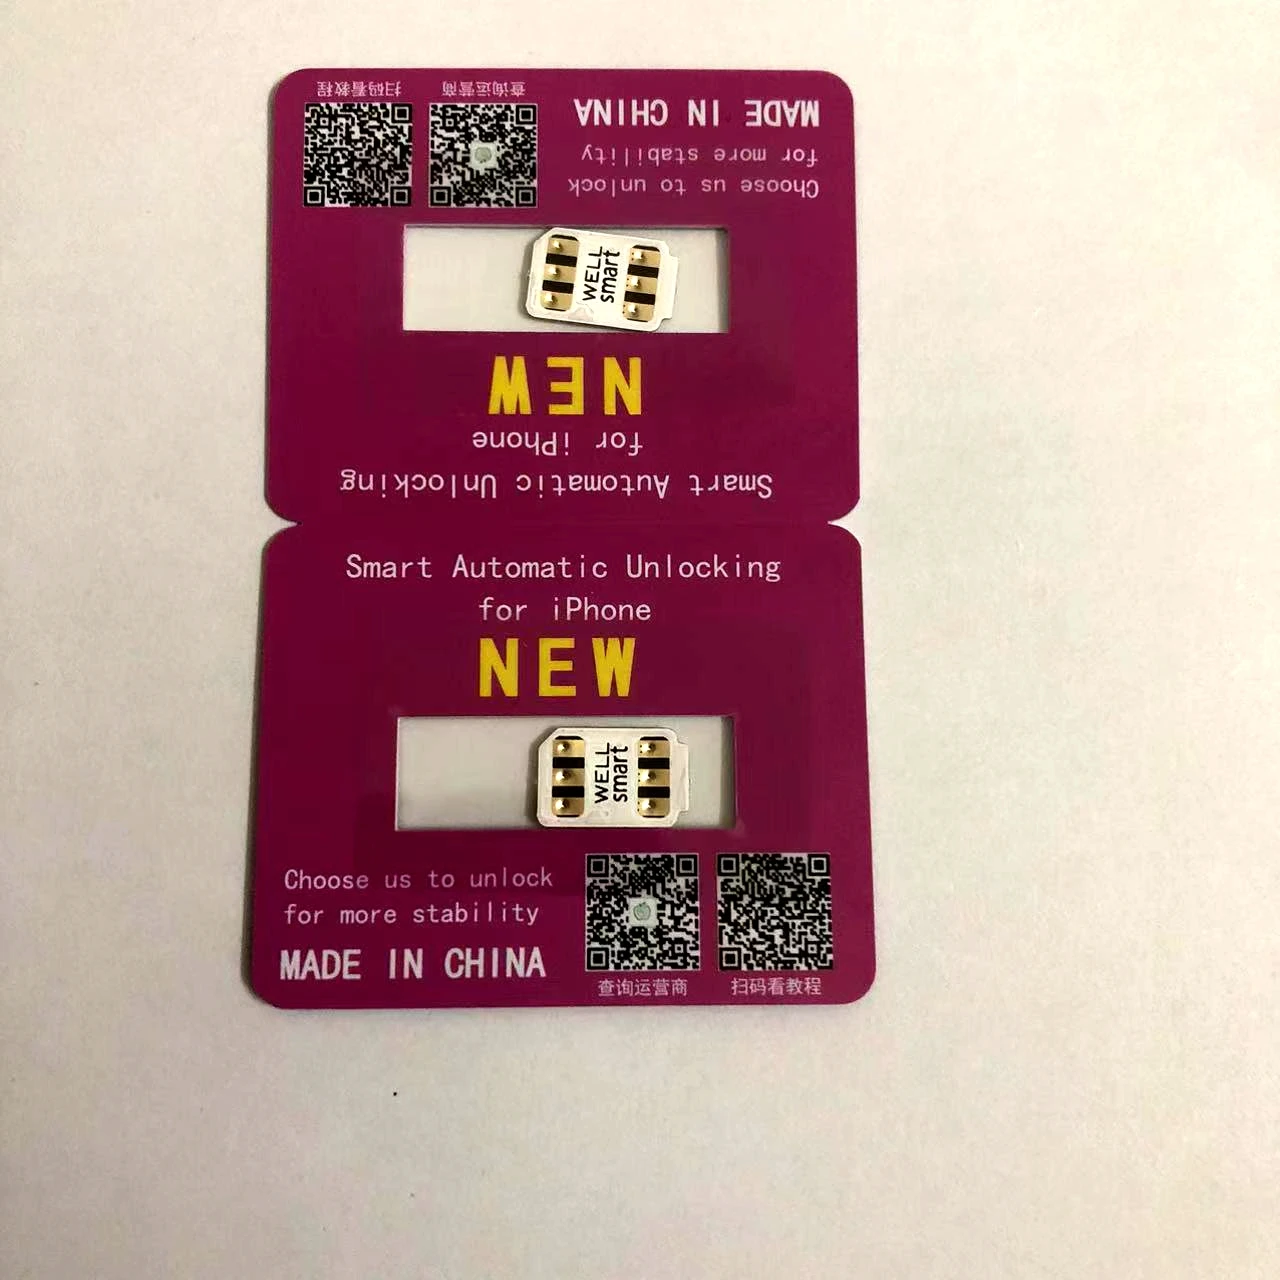 扫码看教程
查询运营商
MADE IN CHINA
for more stability
Choose us to unlock
WELL
smart
NEW
for iPhone
Smart Automatic Unlocking
Smart Automatic Unlocking
for iPhone
NEW
WELL
smart
Choose us to unlock
for more stability
MADE IN CHINA
查询运营商
扫码看教程